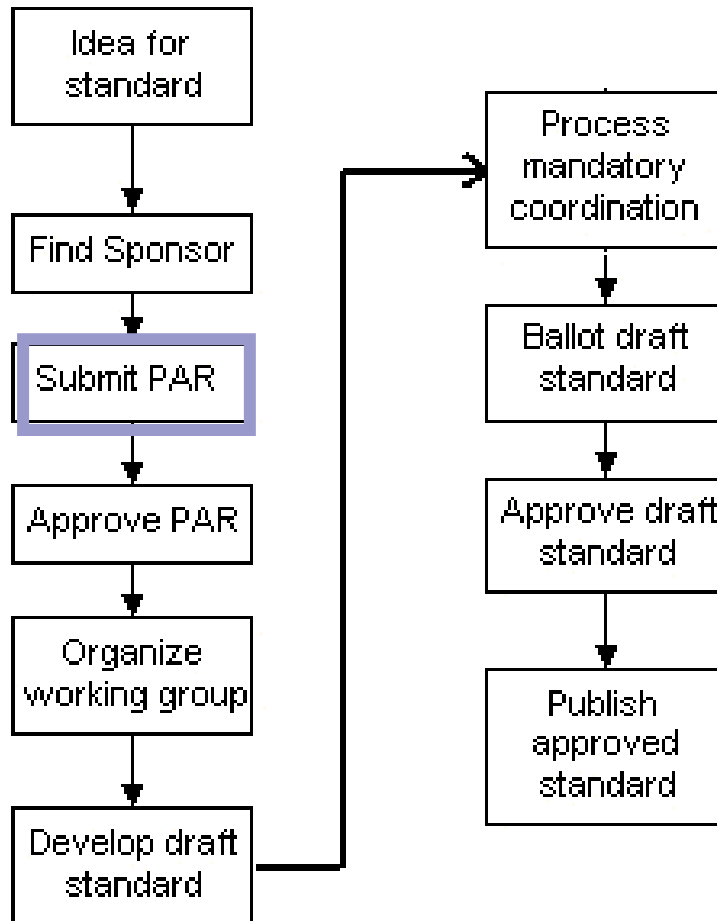 Idea for
standard
Find Sponsor
Submit PAR
Approve PAR
Organize
working group
Develop draft
standard
Process
mandatory
coordination
Ballot draft
standard
Approve draft
standard
Publish
approved
standard